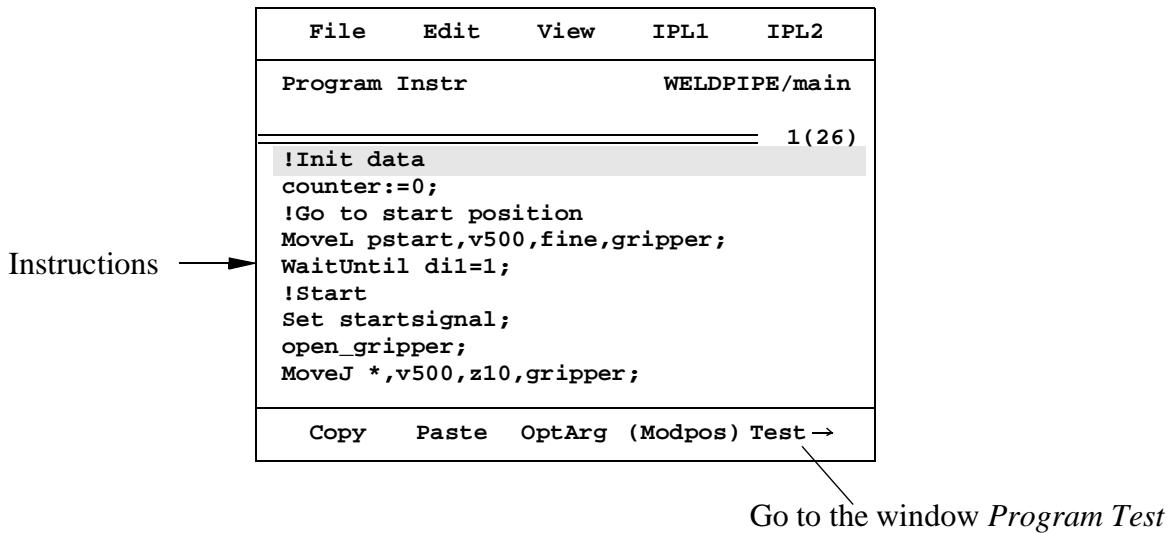 File Edit View IPL1 IPL2
Program Instr WELDPIPE/main
1(26)
!Init data
counter:=0;
!Go to start position
MoveL pstart,v500,fine,gripper;
Instructions
WaitUntil di1=1;
!Start
Set startsignal;
open_gripper;
MoveJ *,v500,z10,gripper;
Copy Paste OptArg (Modpos) Test→
Go to the window Program Test